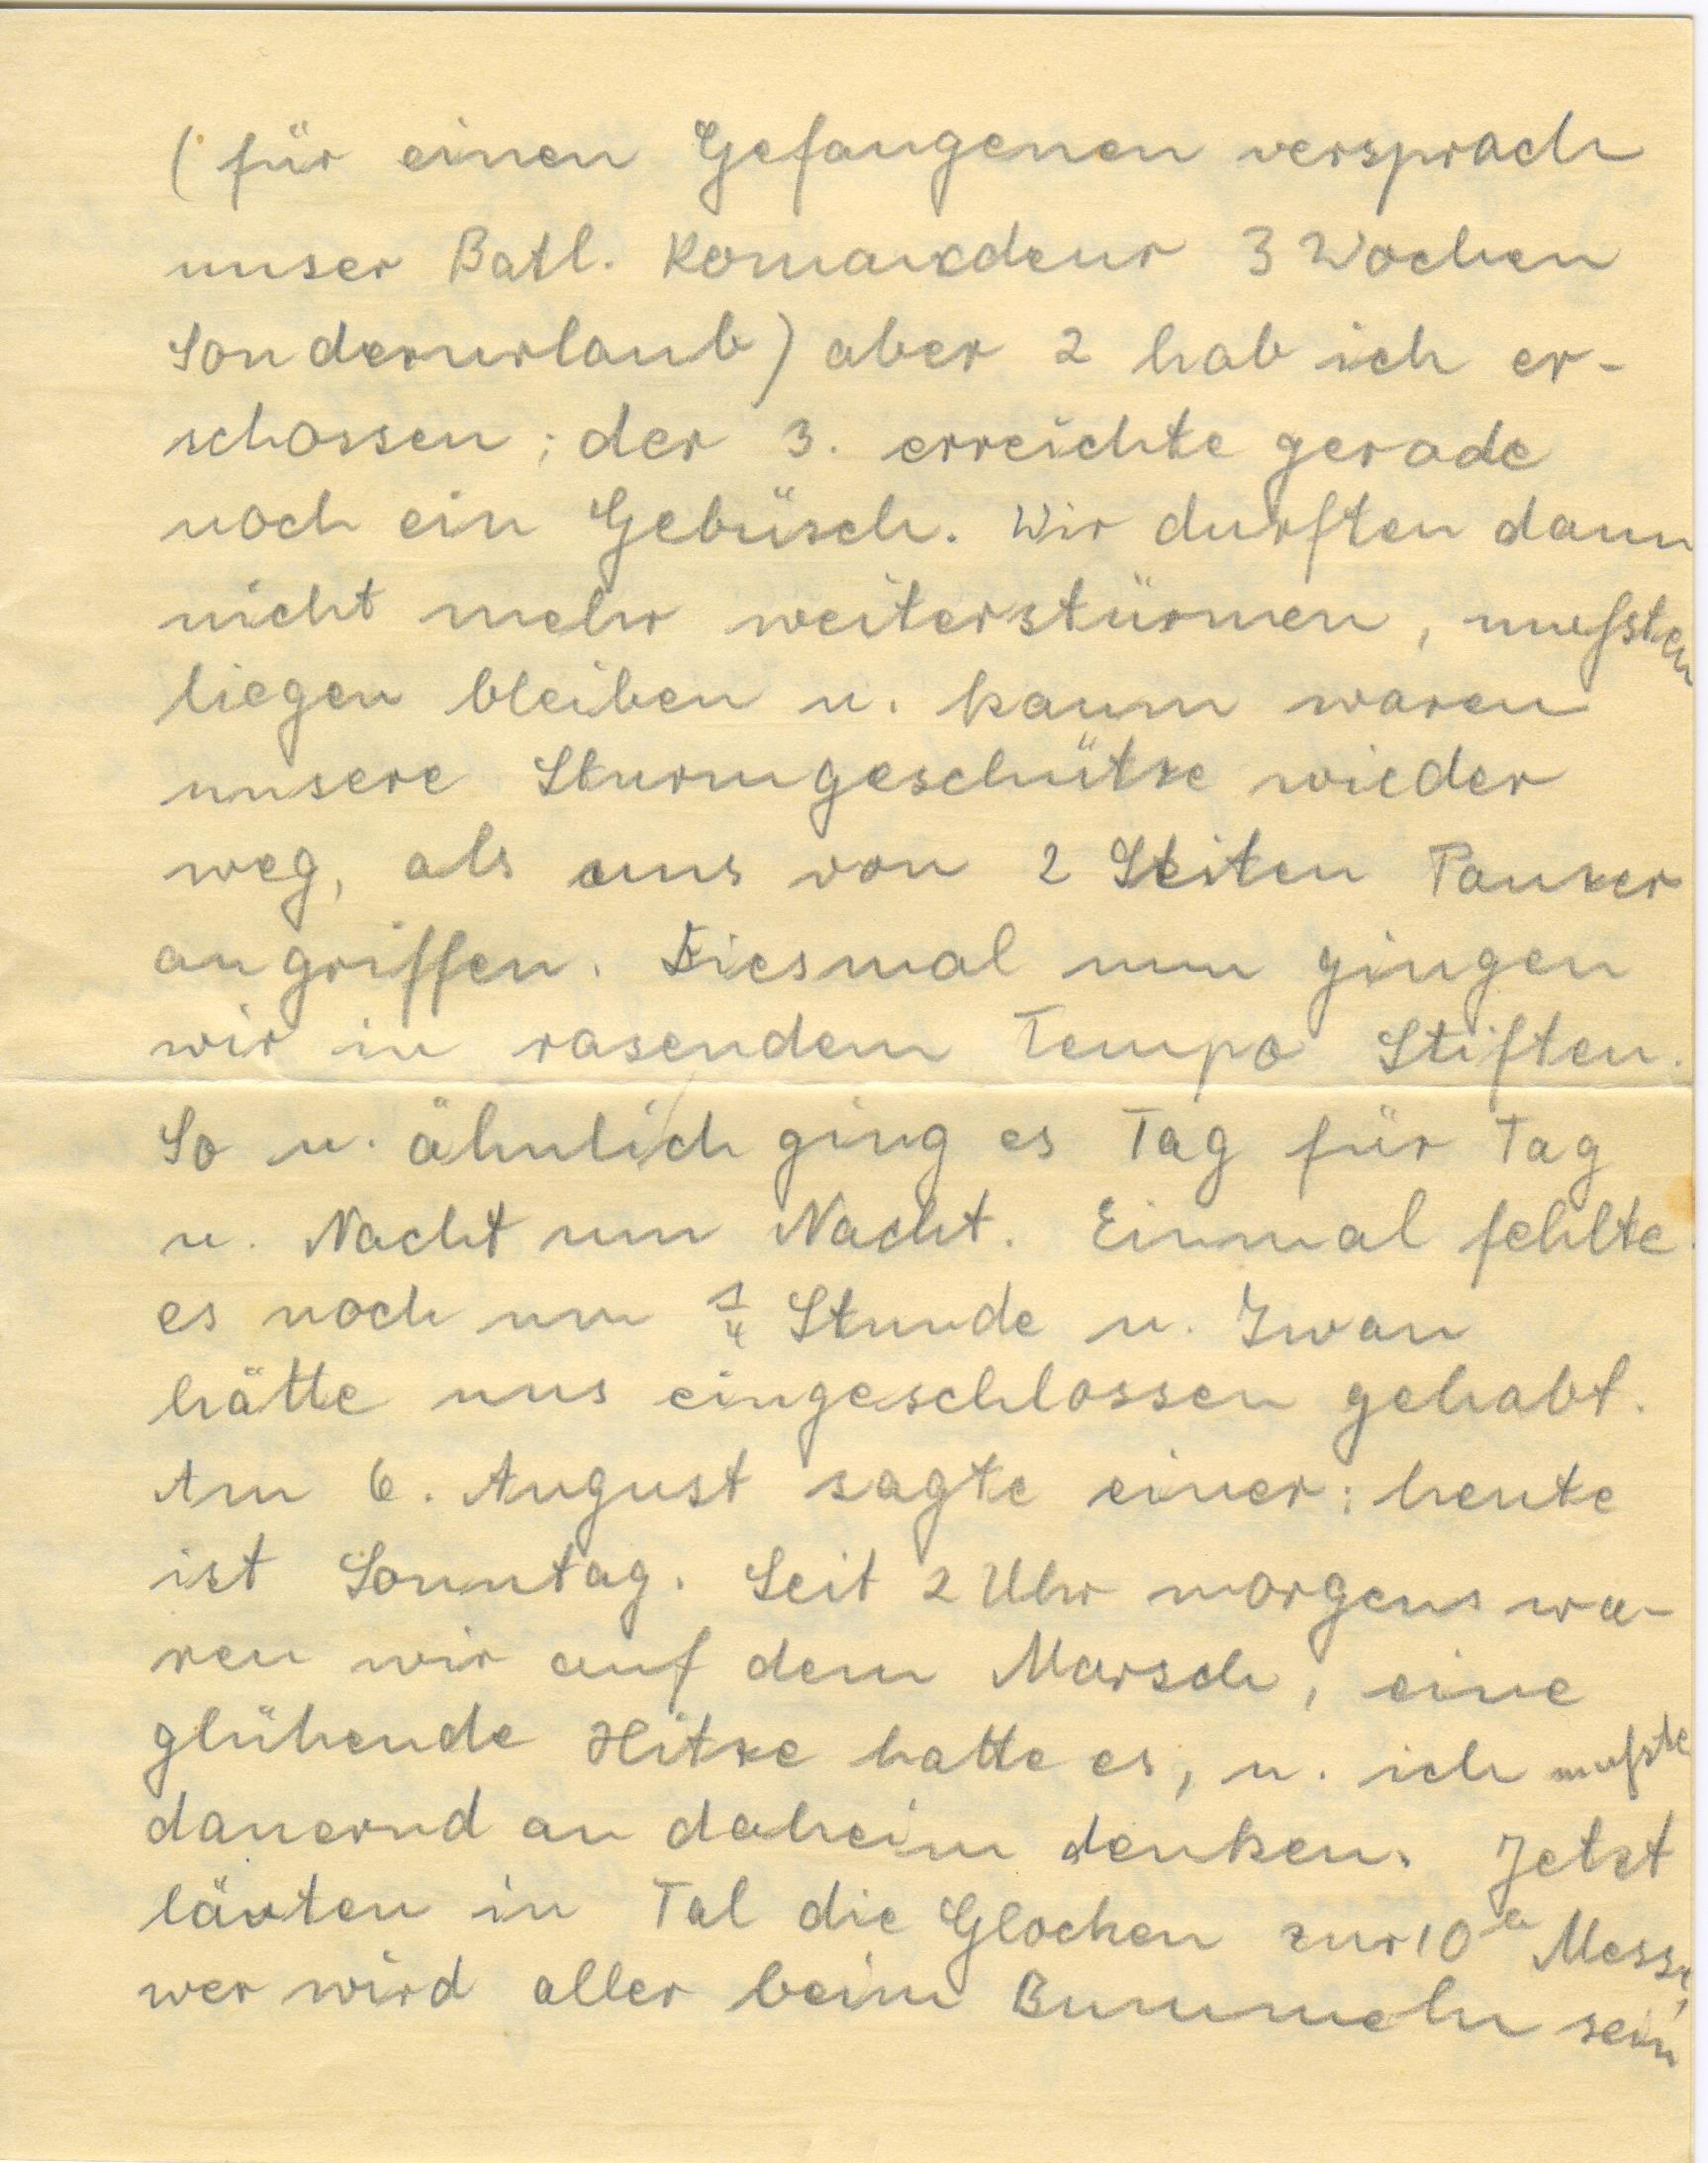 (für einen Gefangenen versprach
unser Batl. Komandeur 3 Wochen
Sonderurlaub) aber 2 hab ich er-
schossen; der 3. erreichte gerade
noch ein Gebüsch. Wir durften dann
nicht mehr weiterstürmen, mußten
liegen bleiben u. kaum waren
unsere Sturmgeschütze wieder
weg, als uns von 2 Seiten Panzer
angriffen. Diesmal nun gingen
wir in rasendem Tempo Stiften.
So u. ähnlich ging es Tag für Tag
u. Nacht um Nacht. Einmal fehlte
es noch um ¼ Stunde u. Iwan
hätte uns eingeschlossen gehabt.
Am 6. August sagte einer: heute
ist Sonntag. Seit 2 Uhr morgens wa-
ren wir auf dem Marsch, eine
glühende Hitze hatte es, u. ich mußte
dauernd an daheim denken. Jetzt
läuten in Tal die Glocken zur 10e Messe,
wer wird aller beim Bummeln sein